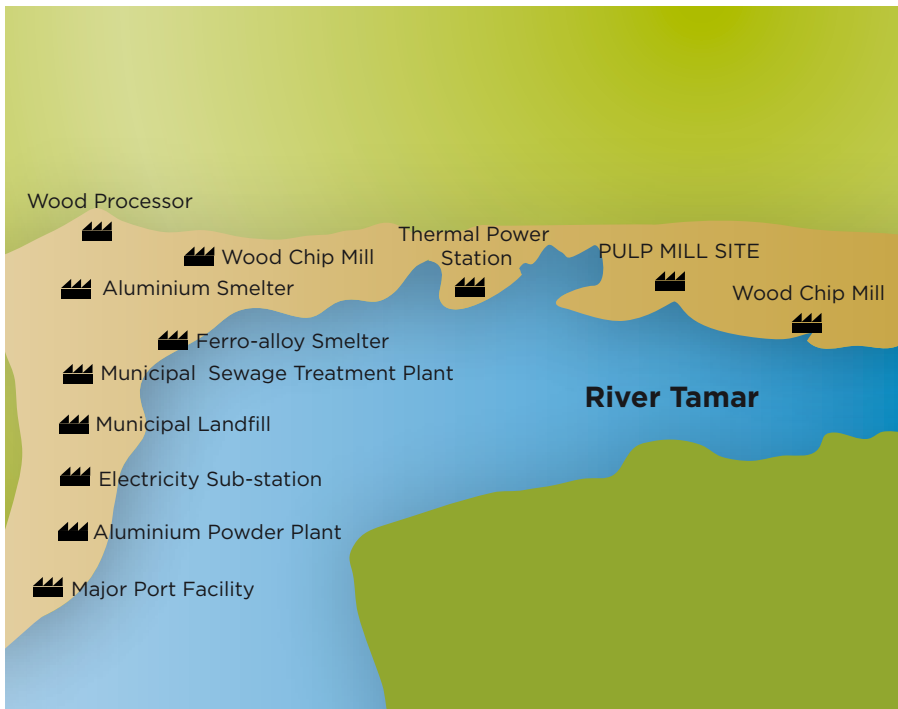 Wood Processor
Wood Chip Mill
Thermal Power
Station
PULP MILL SITE
Aluminium Smelter
Wood Chip Mill
Ferro-alloy Smelter
Municipal Sewage Treatment Plant
River Tamar
Municipal Landfill
Electricity Sub-station
Aluminium Powder Plant
Major Port Facility